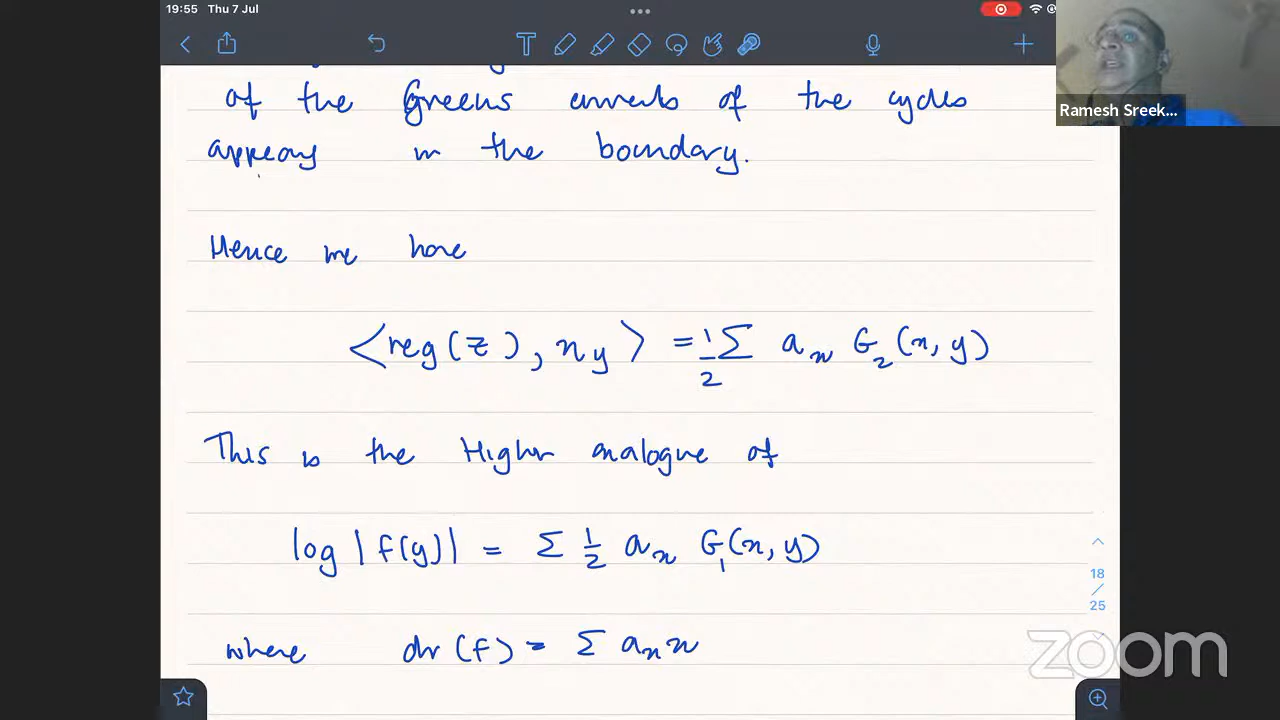 19:55 Thu 7 Jul
of the Greens currents of the cycles
appearing in the boundary.
Ramesh Sreek...
Hence we have
<reg(Z), η_y> = 1/2 Σ a_x G_2(x, y)
This is the Higher analogue of
log |f(y)| = Σ 1/2 a_x G_1(x, y)
18
/
25
where div (f) = Σ a_x x
zoom